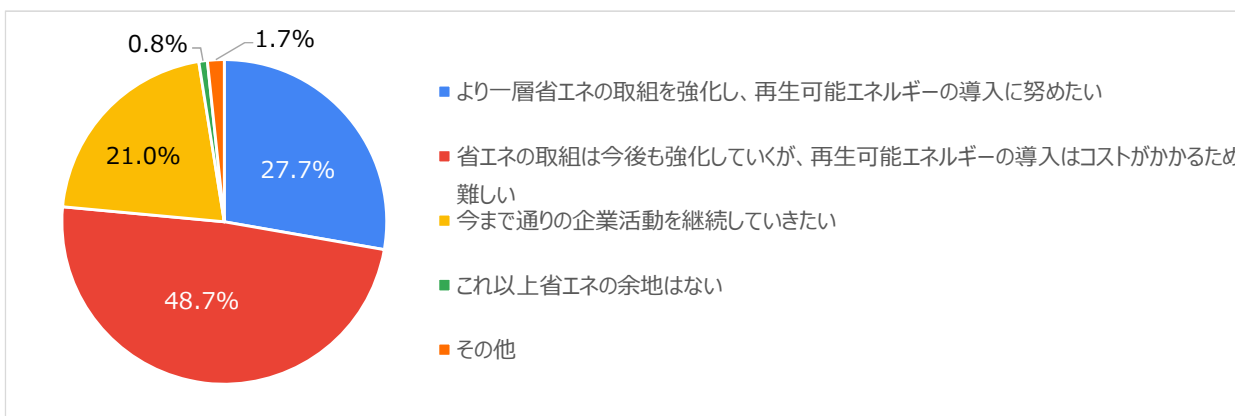 0.8%
1.7%
21.0%
27.7%
48.7%
より一層省エネの取組を強化し、再生可能エネルギーの導入に努めたい
省エネの取組は今後も強化していくが、再生可能エネルギーの導入はコストがかかるため
難しい
今まで通りの企業活動を継続していきたい
これ以上省エネの余地はない
その他